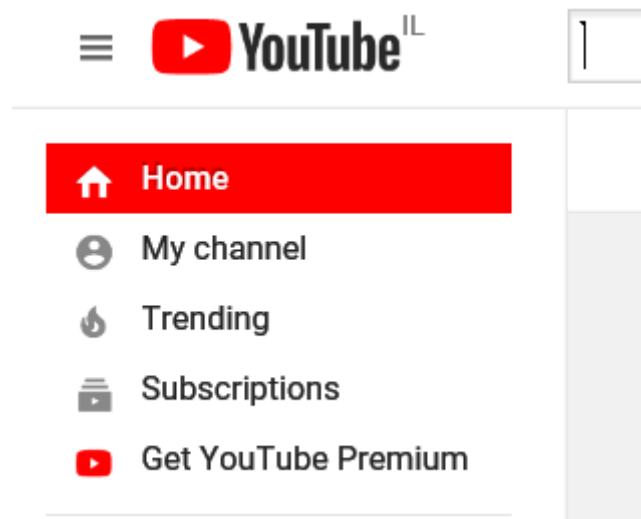 YouTube IL
Home
My channel
Trending
Subscriptions
Get YouTube Premium